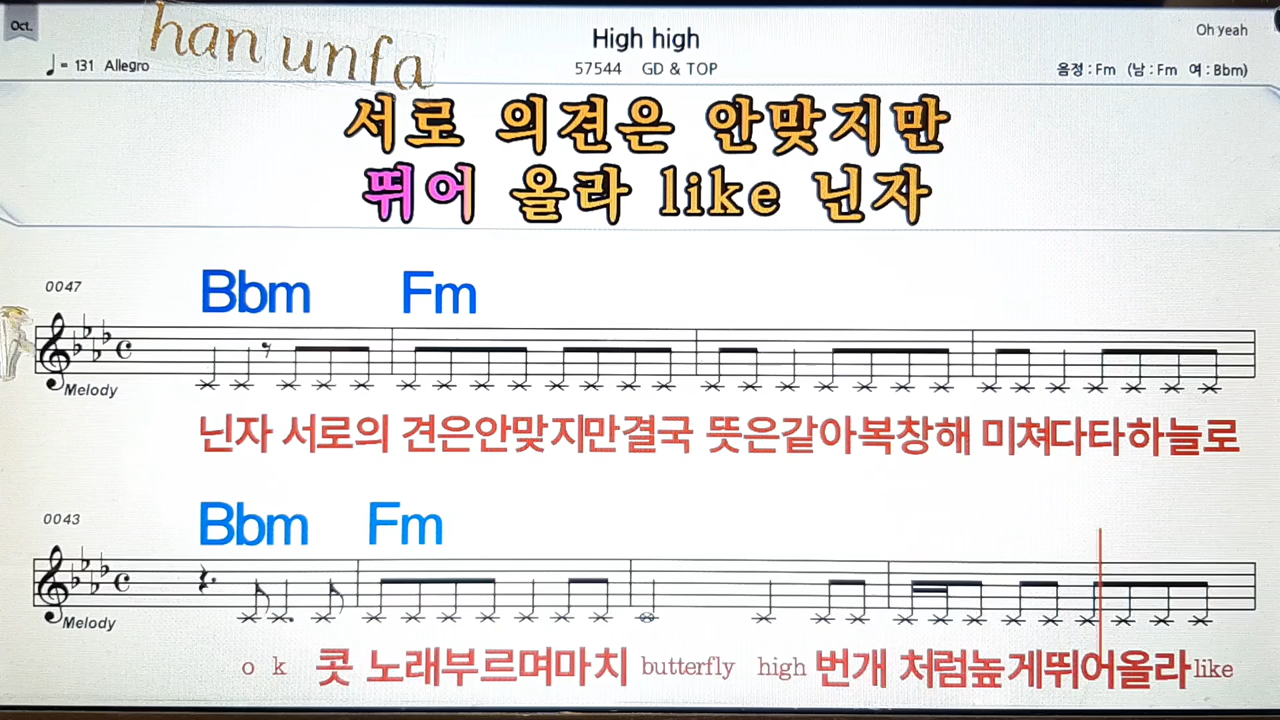 Oct.
han unfa
High high
Oh yeah
♩= 131 Allegro
57544 GD & TOP
음정 : Fm (남 : Fm 여 : Bbm)
서로 의견은 안맞지만
뛰어 올라 like 닌자
0047
Bbm Fm
Melody
닌자 서로의 견은안맞지만결국 뜻은같아복창해 미쳐다타하늘로
0043
Bbm Fm
Melody
o k 콧 노래부르며마치 butterfly high 번개 처럼높게뛰어올라like